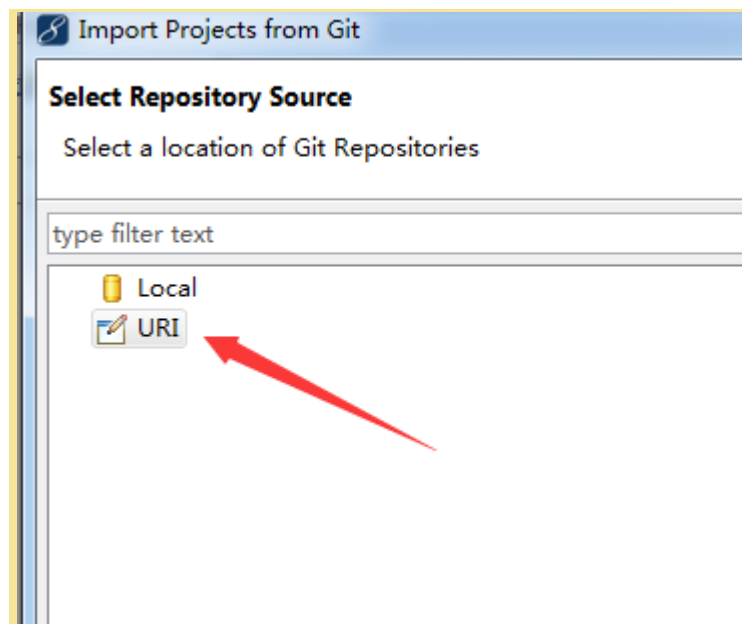 Import Projects from Git
Select Repository Source
Select a location of Git Repositories
type filter text
Local
URI